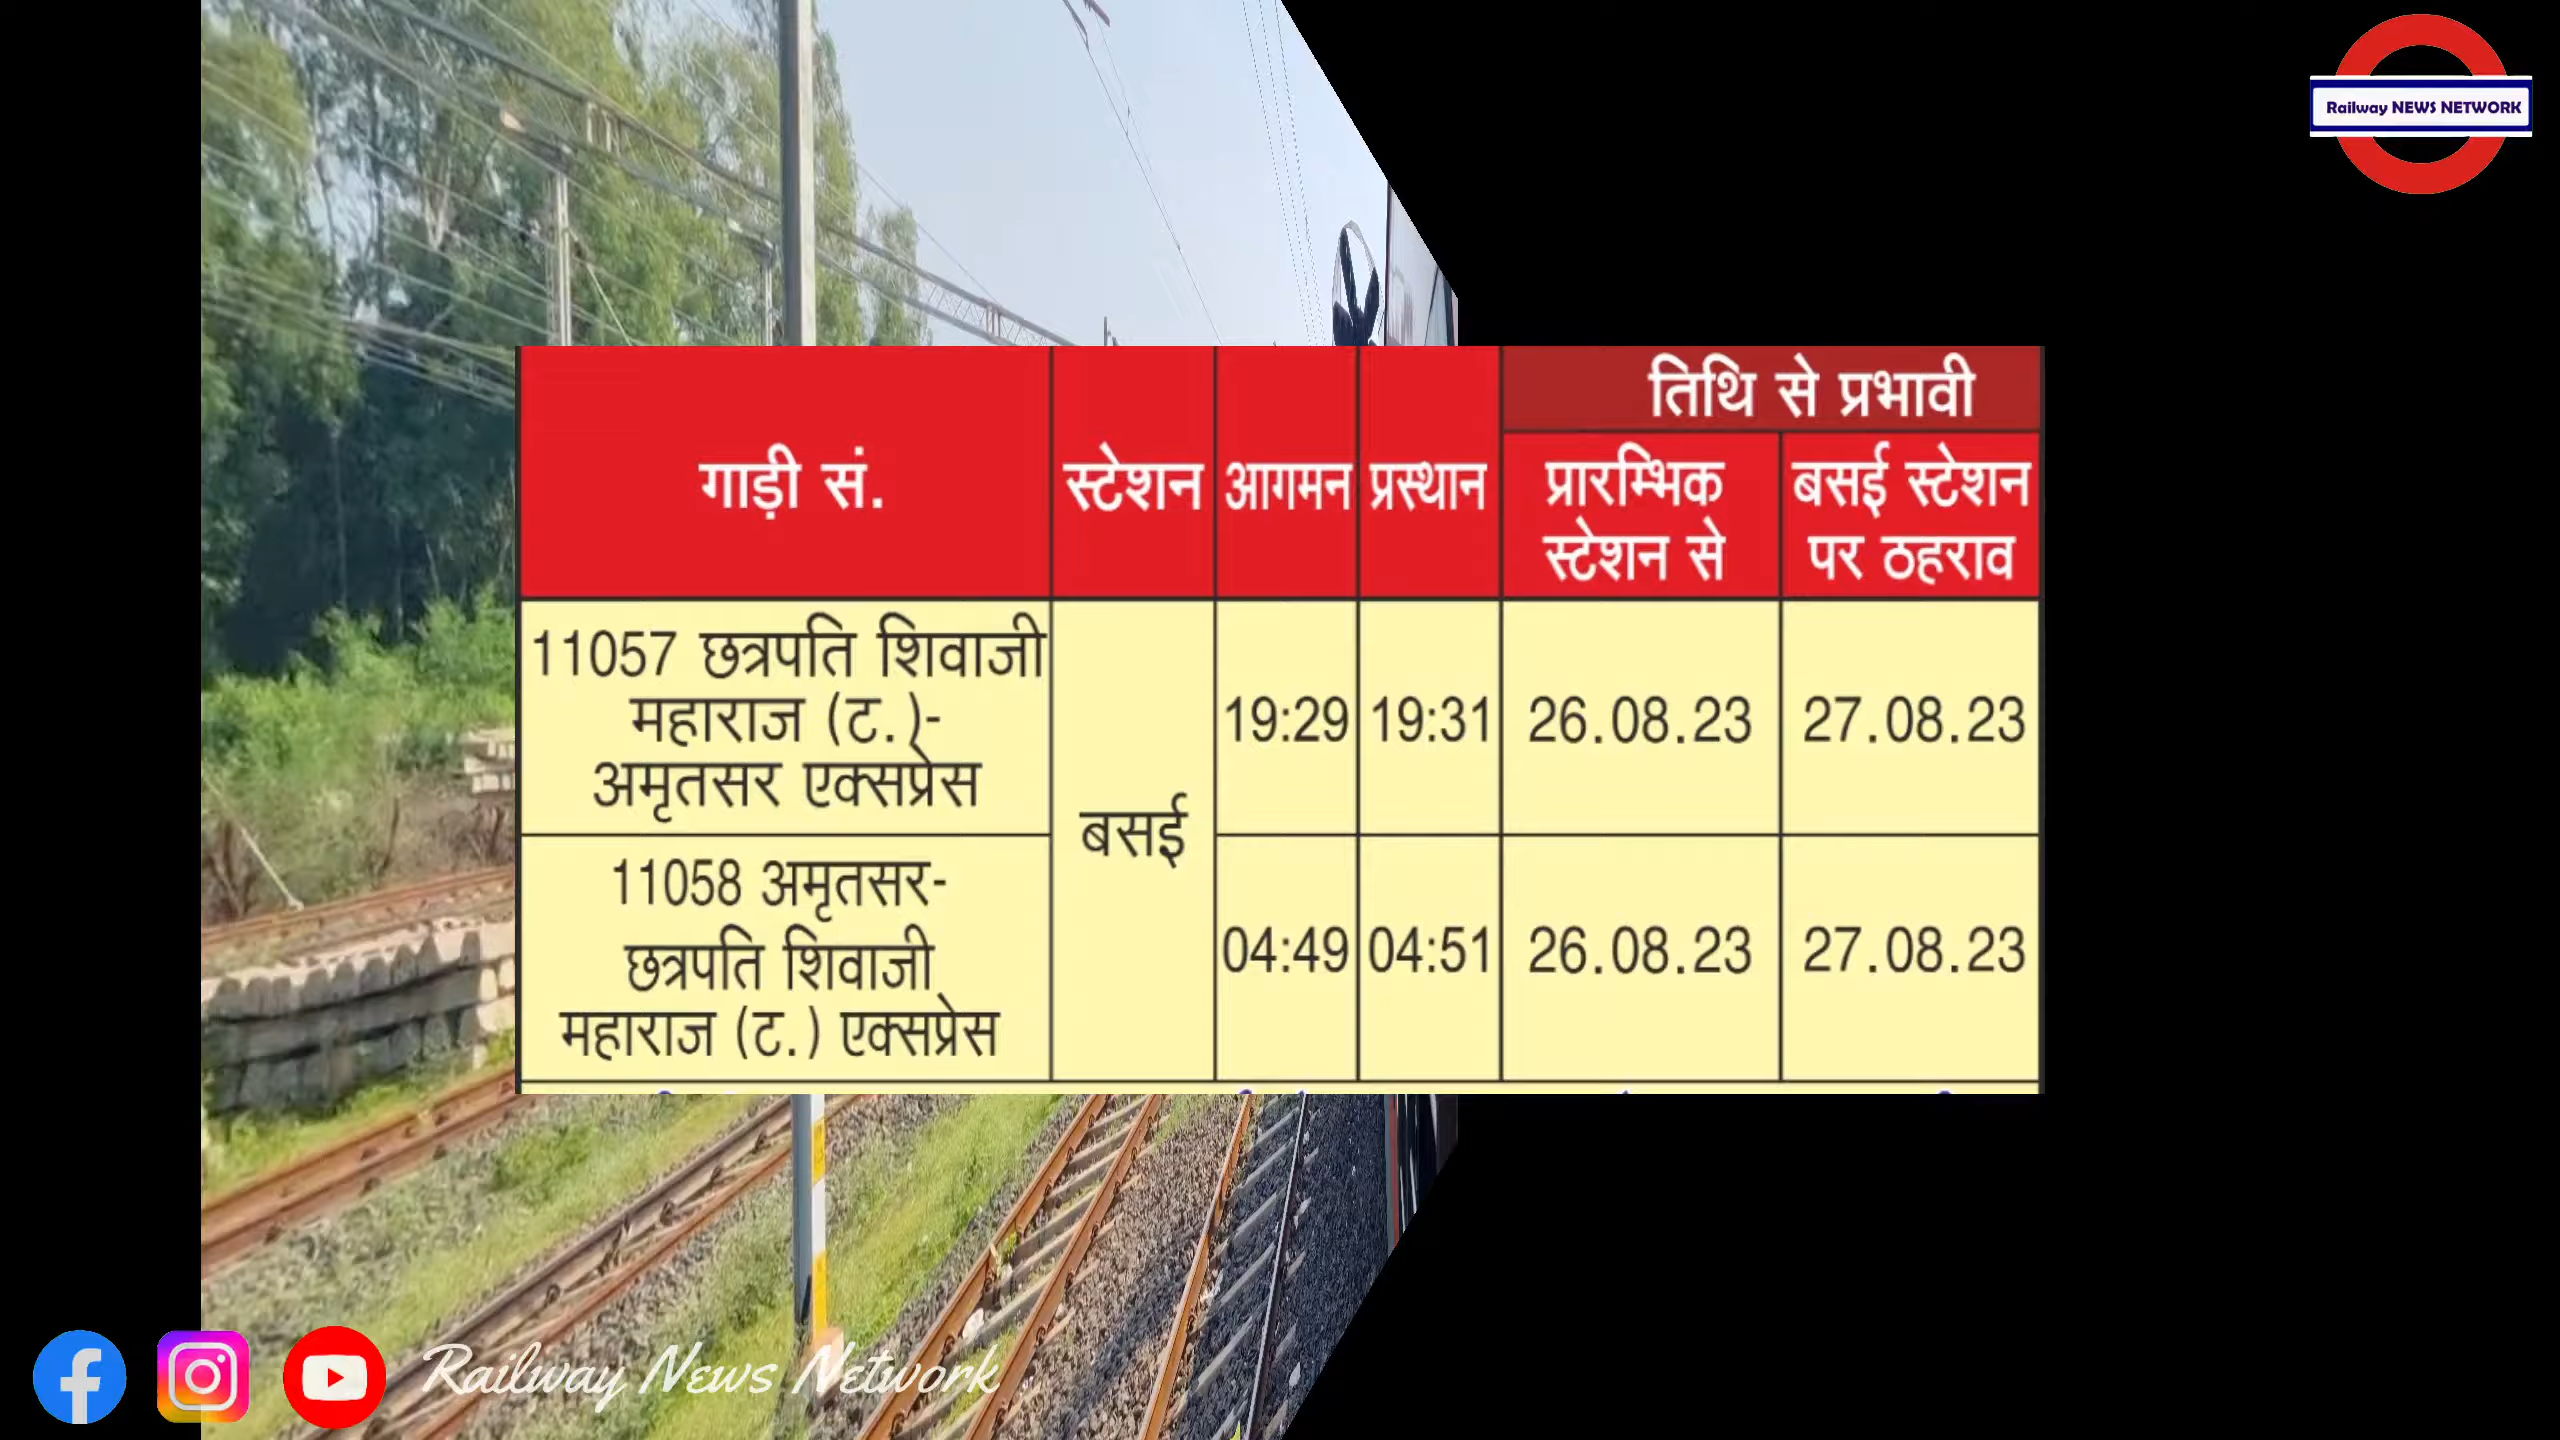 Railway NEWS NETWORK
तिथि से प्रभावी
गाड़ी सं.
स्टेशन
आगमन
प्रस्थान
प्रारम्भिक
स्टेशन से
बसई स्टेशन
पर ठहराव
11057 छत्रपति शिवाजी
महाराज (ट.)-
अमृतसर एक्सप्रेस
बसई
19:29
19:31
26.08.23
27.08.23
11058 अमृतसर-
छत्रपति शिवाजी
महाराज (ट.) एक्सप्रेस
04:49
04:51
26.08.23
27.08.23
Railway News Network